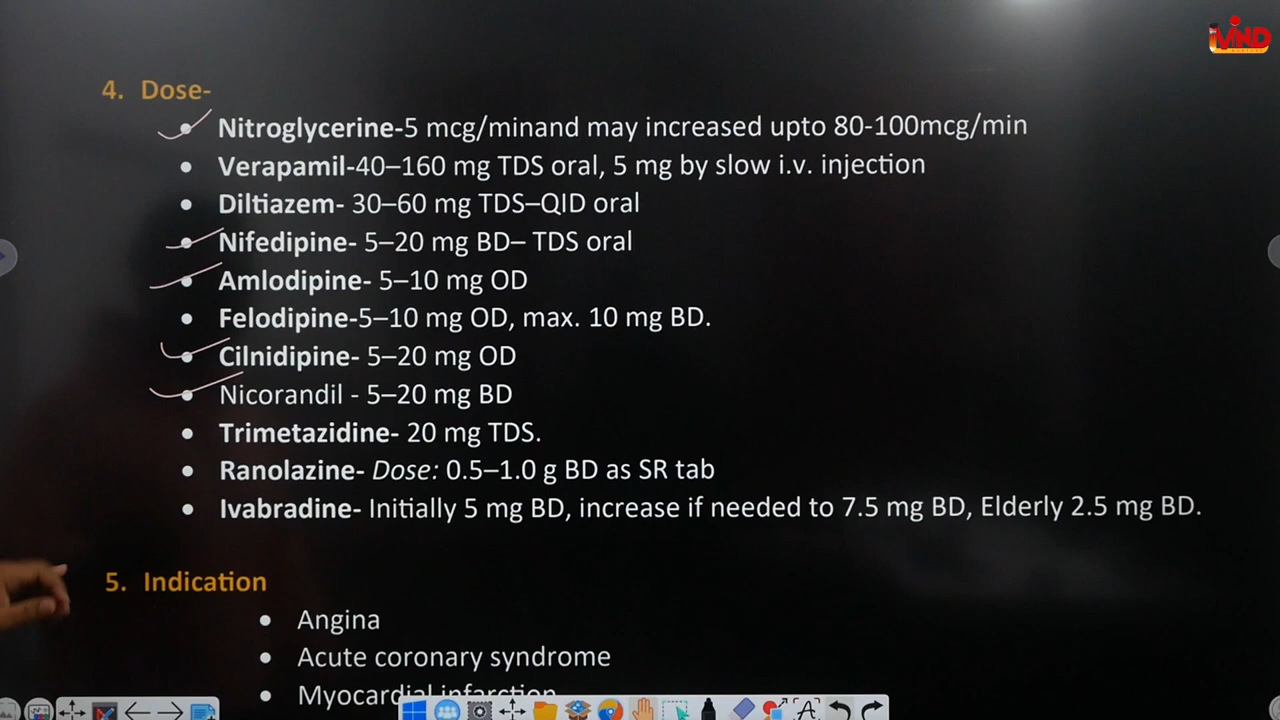 iVIND
4. Dose-
• Nitroglycerine-5 mcg/minand may increased upto 80-100mcg/min
• Verapamil-40–160 mg TDS oral, 5 mg by slow i.v. injection
• Diltiazem- 30–60 mg TDS–QID oral
• Nifedipine- 5–20 mg BD– TDS oral
• Amlodipine- 5–10 mg OD
• Felodipine-5–10 mg OD, max. 10 mg BD.
• Cilnidipine- 5–20 mg OD
• Nicorandil - 5–20 mg BD
• Trimetazidine- 20 mg TDS.
• Ranolazine- Dose: 0.5–1.0 g BD as SR tab
• Ivabradine- Initially 5 mg BD, increase if needed to 7.5 mg BD, Elderly 2.5 mg BD.
5. Indication
• Angina
• Acute coronary syndrome
• Myocardial infarction